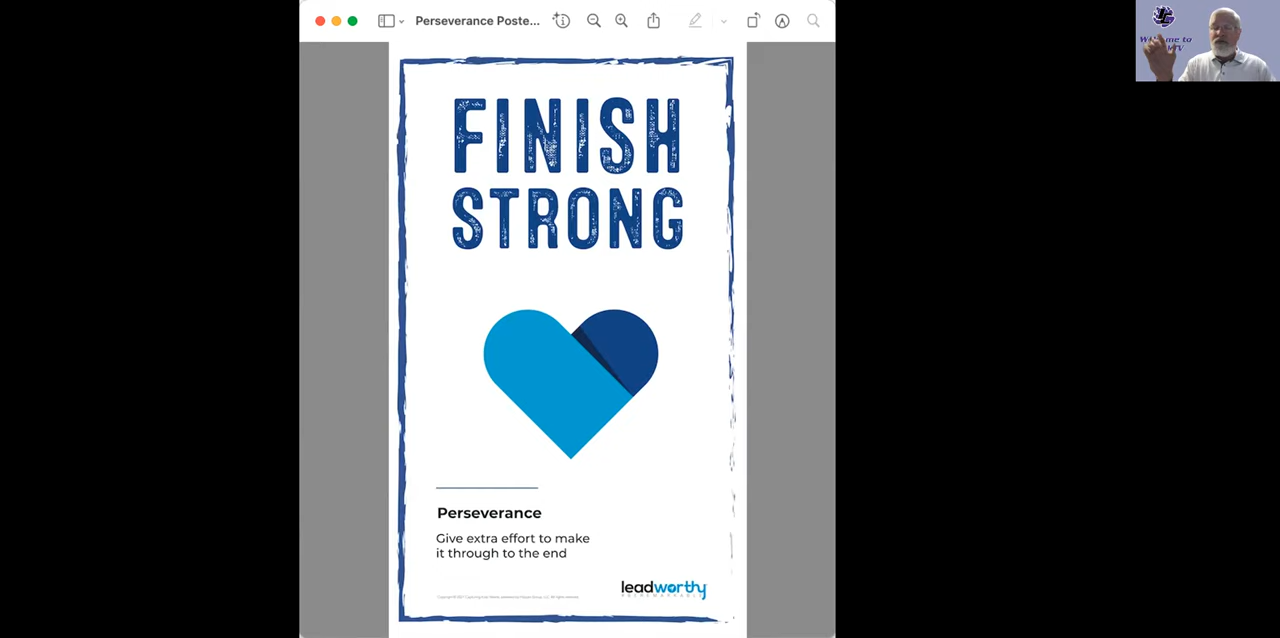 Perseverance Poste...
FINISH
STRONG
Perseverance
Give extra effort to make
it through to the end
leadworthy